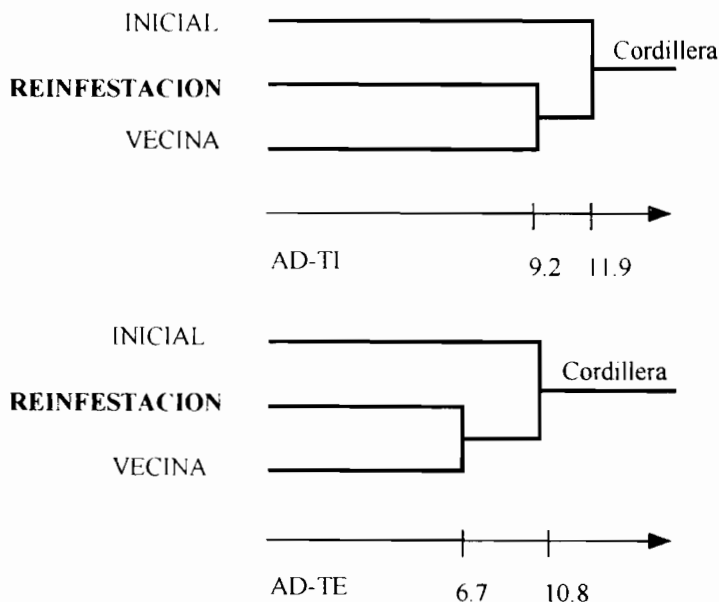 INICIAL
Cordillera
REINFESTACION
VECINA
AD-TI
9.2 11.9
INICIAL
Cordillera
REINFESTACION
VECINA
AD-TE
6.7 10.8